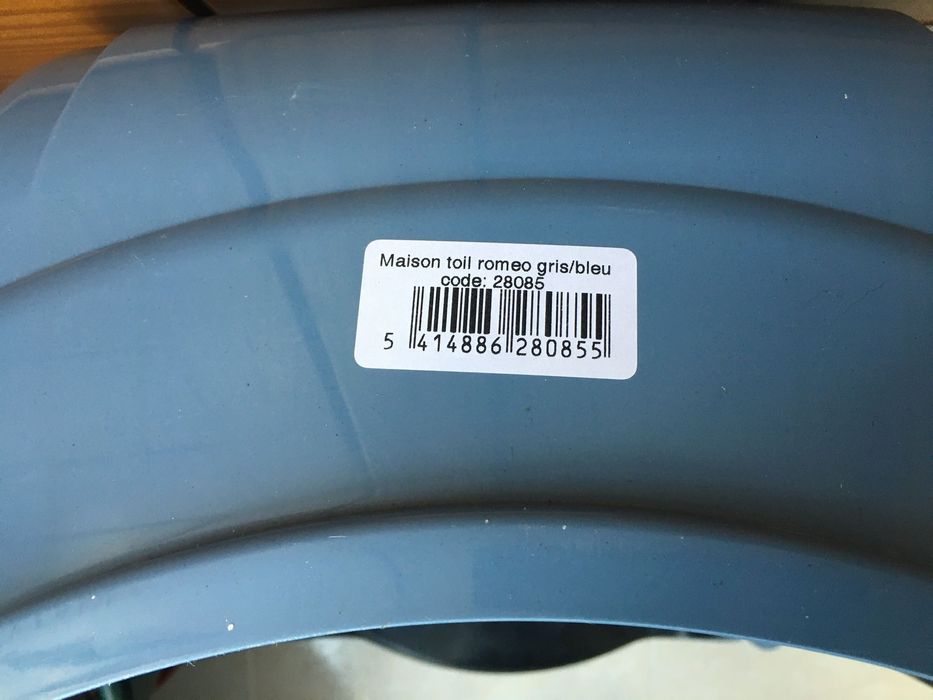 Maison toil romeo gris/bleu
code: 28085
5 414886 280855